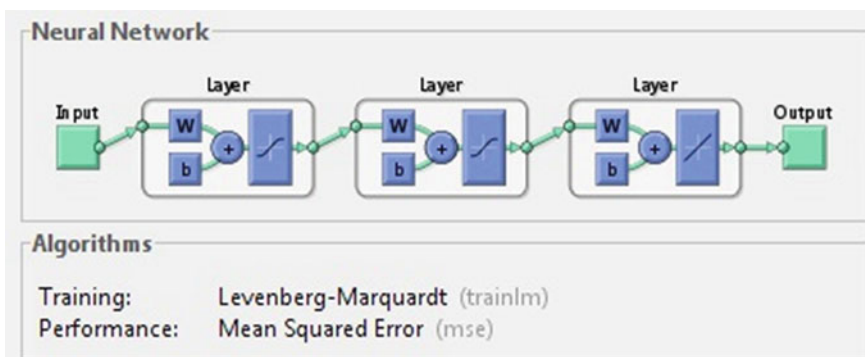 Neural Network
Layer Layer Layer
Input Output
W W W
b + b + b +
Algorithms
Training: Levenberg-Marquardt (trainlm)
Performance: Mean Squared Error (mse)